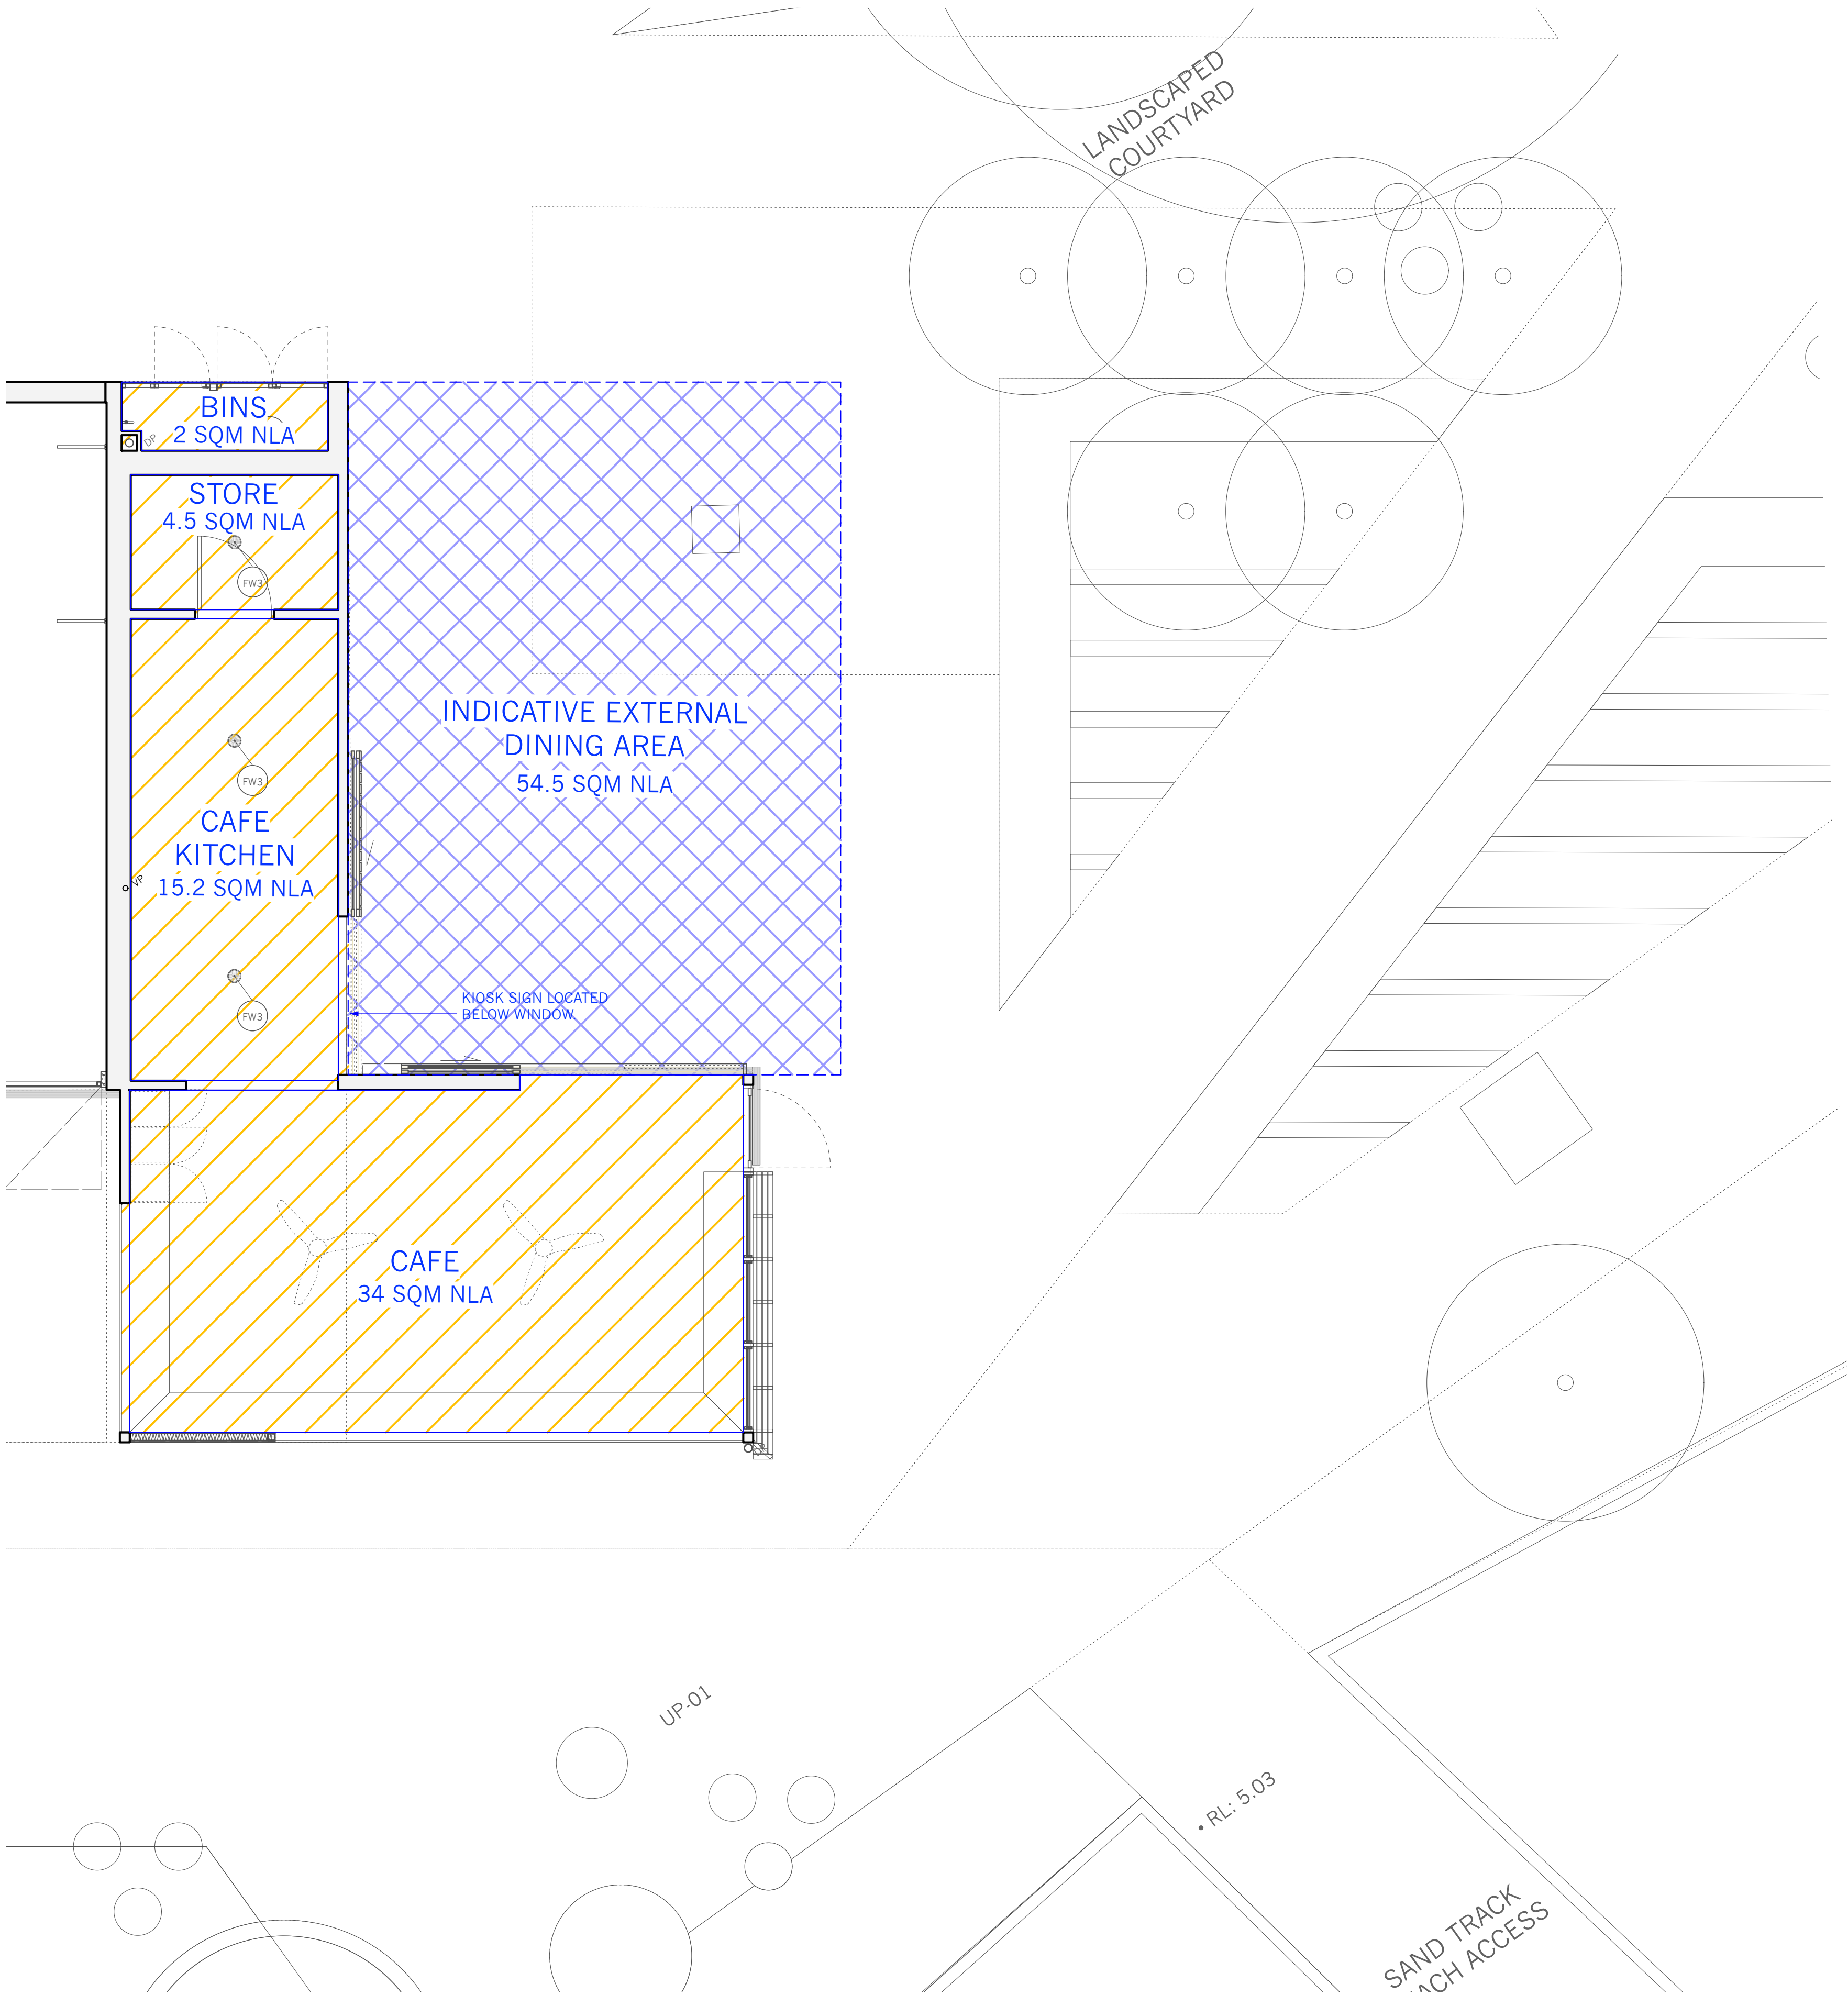 LANDSCAPED
COURTYARD
BINS
2 SQM NLA
DP
STORE
4.5 SQM NLA
FW3
INDICATIVE EXTERNAL
DINING AREA
54.5 SQM NLA
FW3
CAFE
KITCHEN
VP
15.2 SQM NLA
KIOSK SIGN LOCATED
BELOW WINDOW.
FW3
CAFE
34 SQM NLA
UP-01
• RL: 5.03
SAND TRACK
ACH ACCESS